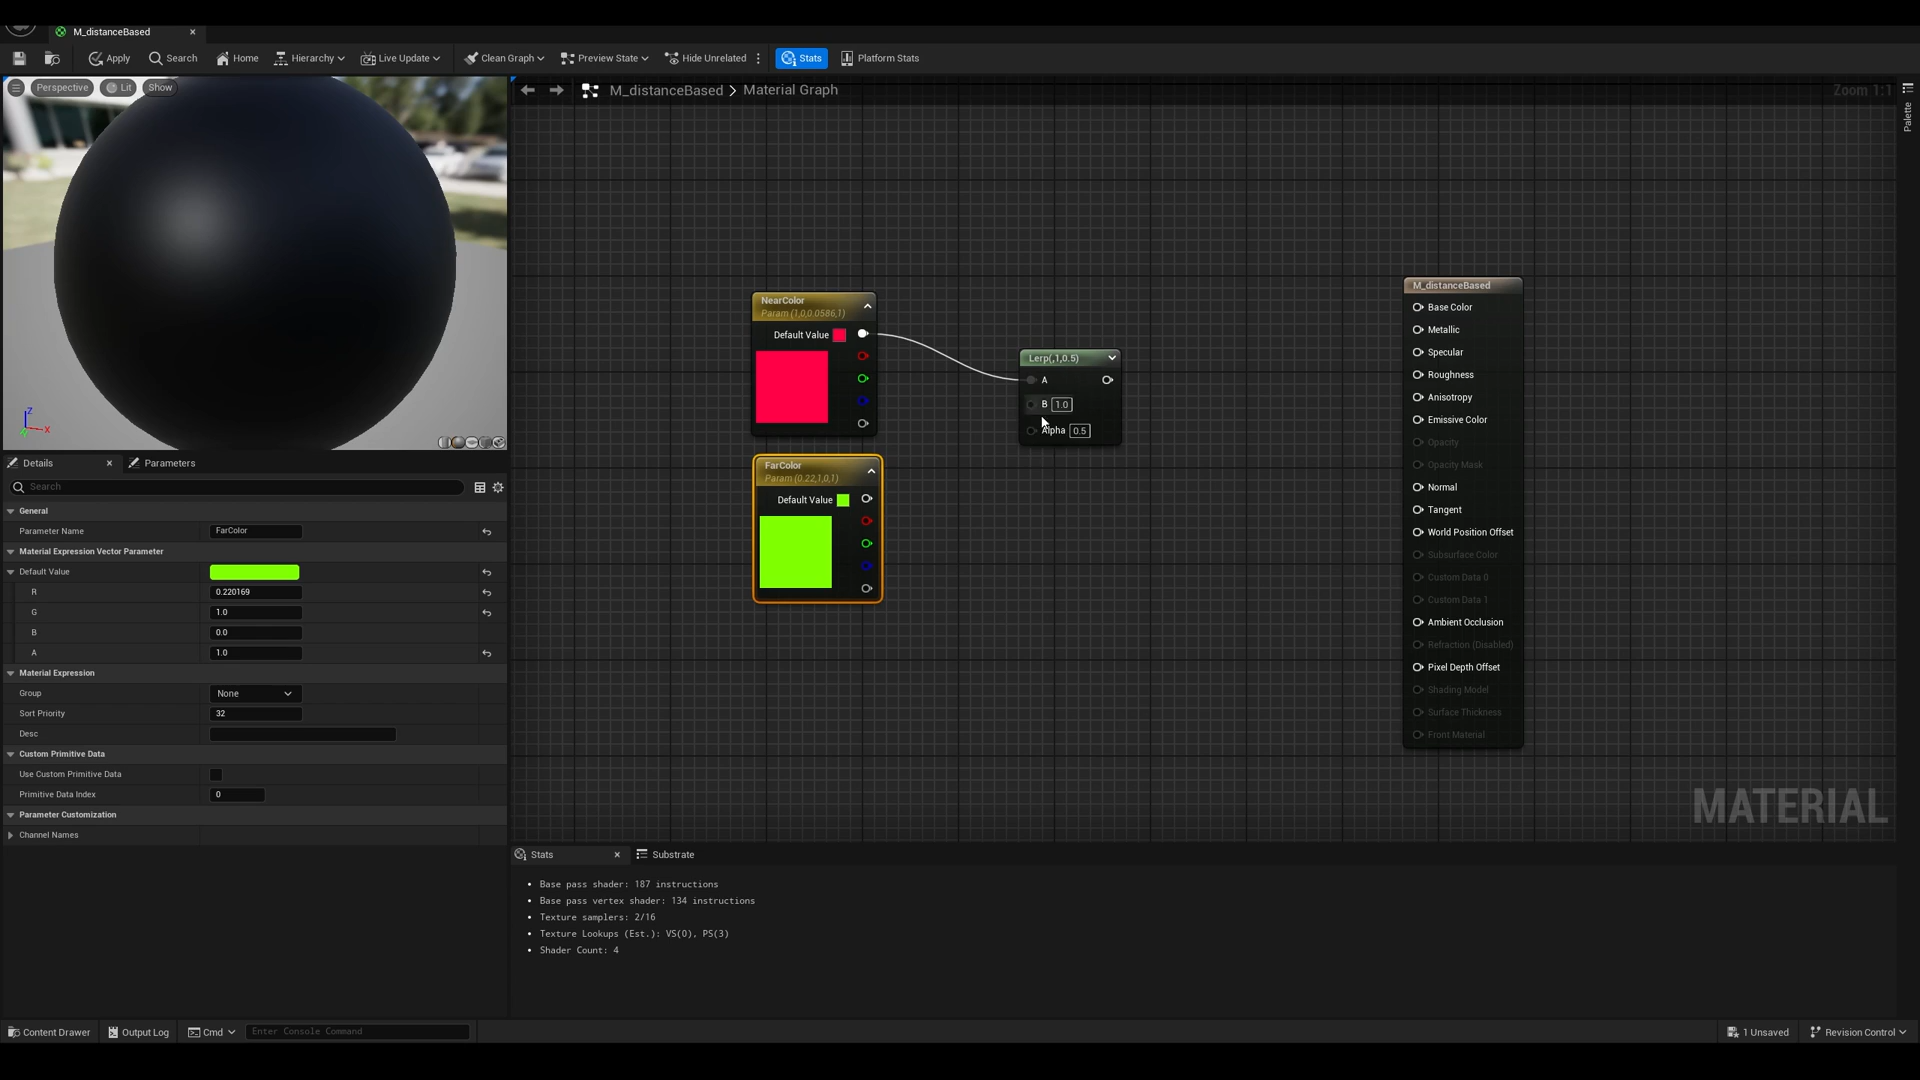 M_distanceBased
Apply
Search
Home
Hierarchy
Live Update
Clean Graph
Preview State
Hide Unrelated
Stats
Platform Stats
Perspective
Lit
Show
M_distanceBased > Material Graph
Zoom 1:1
Palette
NearColor
Param (1,0,0.0586,1)
Default Value
Lerp(,1,0.5)
A
B 1.0
Alpha 0.5
FarColor
Param (0.22,1,0,1)
Default Value
M_distanceBased
Base Color
Metallic
Specular
Roughness
Anisotropy
Emissive Color
Opacity
Opacity Mask
Normal
Tangent
World Position Offset
Subsurface Color
Custom Data 0
Custom Data 1
Ambient Occlusion
Refraction (Disabled)
Pixel Depth Offset
Shading Model
Surface Thickness
Front Material
MATERIAL
Z
X
Details
Parameters
Search
General
Parameter Name FarColor
Material Expression Vector Parameter
Default Value
R 0.220169
G 1.0
B 0.0
A 1.0
Material Expression
Group None
Sort Priority 32
Desc
Custom Primitive Data
Use Custom Primitive Data
Primitive Data Index 0
Parameter Customization
Channel Names
Stats
Substrate
Base pass shader: 187 instructions
Base pass vertex shader: 134 instructions
Texture samplers: 2/16
Texture Lookups (Est.): VS(0), PS(3)
Shader Count: 4
Content Drawer
Output Log
Cmd
Enter Console Command
1 Unsaved
Revision Control